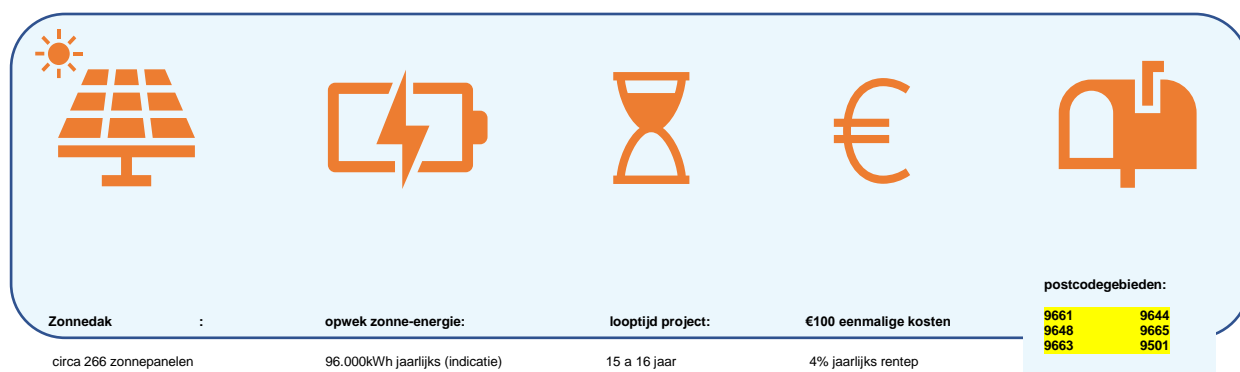 postcodegebieden:
Zonnedak :
opwek zonne-energie:
looptijd project:
€100 eenmalige kosten
9661 9644
9648 9665
9663 9501
circa 266 zonnepanelen
96.000kWh jaarlijks (indicatie)
15 a 16 jaar
4% jaarlijks rentep